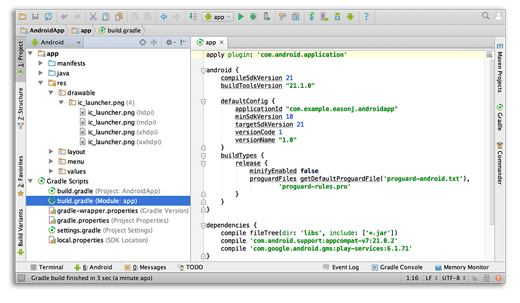 app
AndroidApp
app
build.gradle
Android
app
1: Project
Z: Structure
2: Favorites
Build Variants
app
manifests
java
res
drawable
ic_launcher.png (4)
ic_launcher.png (hdpi)
ic_launcher.png (mdpi)
ic_launcher.png (xhdpi)
ic_launcher.png (xxhdpi)
layout
menu
values
Gradle Scripts
build.gradle (Project: AndroidApp)
build.gradle (Module: app)
gradle-wrapper.properties (Gradle Version)
gradle.properties (Project Properties)
settings.gradle (Project Settings)
local.properties (SDK Location)
apply plugin: 'com.android.application'
android {
compileSdkVersion 21
buildToolsVersion "21.1.0"
defaultConfig {
applicationId "com.example.easonj.androidapp"
minSdkVersion 10
targetSdkVersion 21
versionCode 1
versionName "1.0"
}
buildTypes {
release {
minifyEnabled false
proguardFiles getDefaultProguardFile('proguard-android.txt'),
'proguard-rules.pro'
}
}
}
dependencies {
compile fileTree(dir: 'libs', include: ['*.jar'])
compile 'com.android.support:appcompat-v7:21.0.2'
compile 'com.google.android.gms:play-services:6.1.71'
}
Maven Projects
Gradle
Commander
Terminal
6: Android
0: Messages
TODO
Event Log
Gradle Console
Memory Monitor
Gradle build finished in 3 sec (a minute ago)
1:16
LF
UTF-8